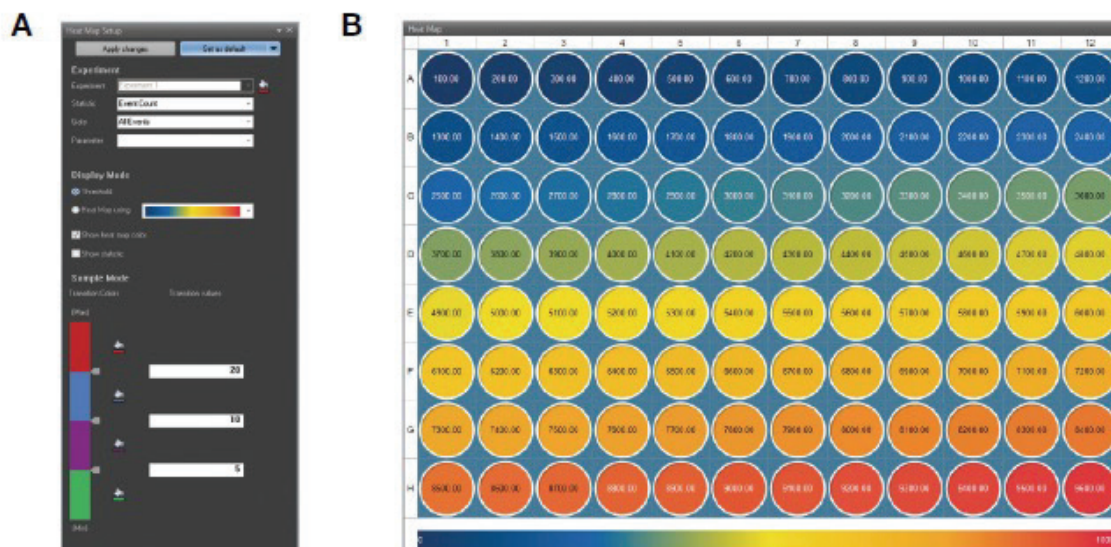 A
Heat Map Setup
Apply changes
Set as default
Experiment
Experiment
Statistic
Event Count
Gate
All Events
Parameter
Display Mode
Threshold
Heat Map using
Show heat map color
Show statistic
Sample Mode
Transition Colors
Transition values
(Max)
20
10
5
(Min)
B
Heat Map
1 2 3 4 5 6 7 8 9 10 11 12
A 100.00 200.00 300.00 400.00 500.00 600.00 700.00 800.00 900.00 1000.00 1100.00 1200.00
B 1300.00 1400.00 1500.00 1600.00 1700.00 1800.00 1900.00 2000.00 2100.00 2200.00 2300.00 2400.00
C 2500.00 2600.00 2700.00 2800.00 2900.00 3000.00 3100.00 3200.00 3300.00 3400.00 3500.00 3600.00
D 3700.00 3800.00 3900.00 4000.00 4100.00 4200.00 4300.00 4400.00 4500.00 4600.00 4700.00 4800.00
E 4900.00 5000.00 5100.00 5200.00 5300.00 5400.00 5500.00 5600.00 5700.00 5800.00 5900.00 6000.00
F 6100.00 6200.00 6300.00 6400.00 6500.00 6600.00 6700.00 6800.00 6900.00 7000.00 7100.00 7200.00
G 7300.00 7400.00 7500.00 7600.00 7700.00 7800.00 7900.00 8000.00 8100.00 8200.00 8300.00 8400.00
H 8500.00 8600.00 8700.00 8800.00 8900.00 9000.00 9100.00 9200.00 9300.00 9400.00 9500.00 9600.00
0